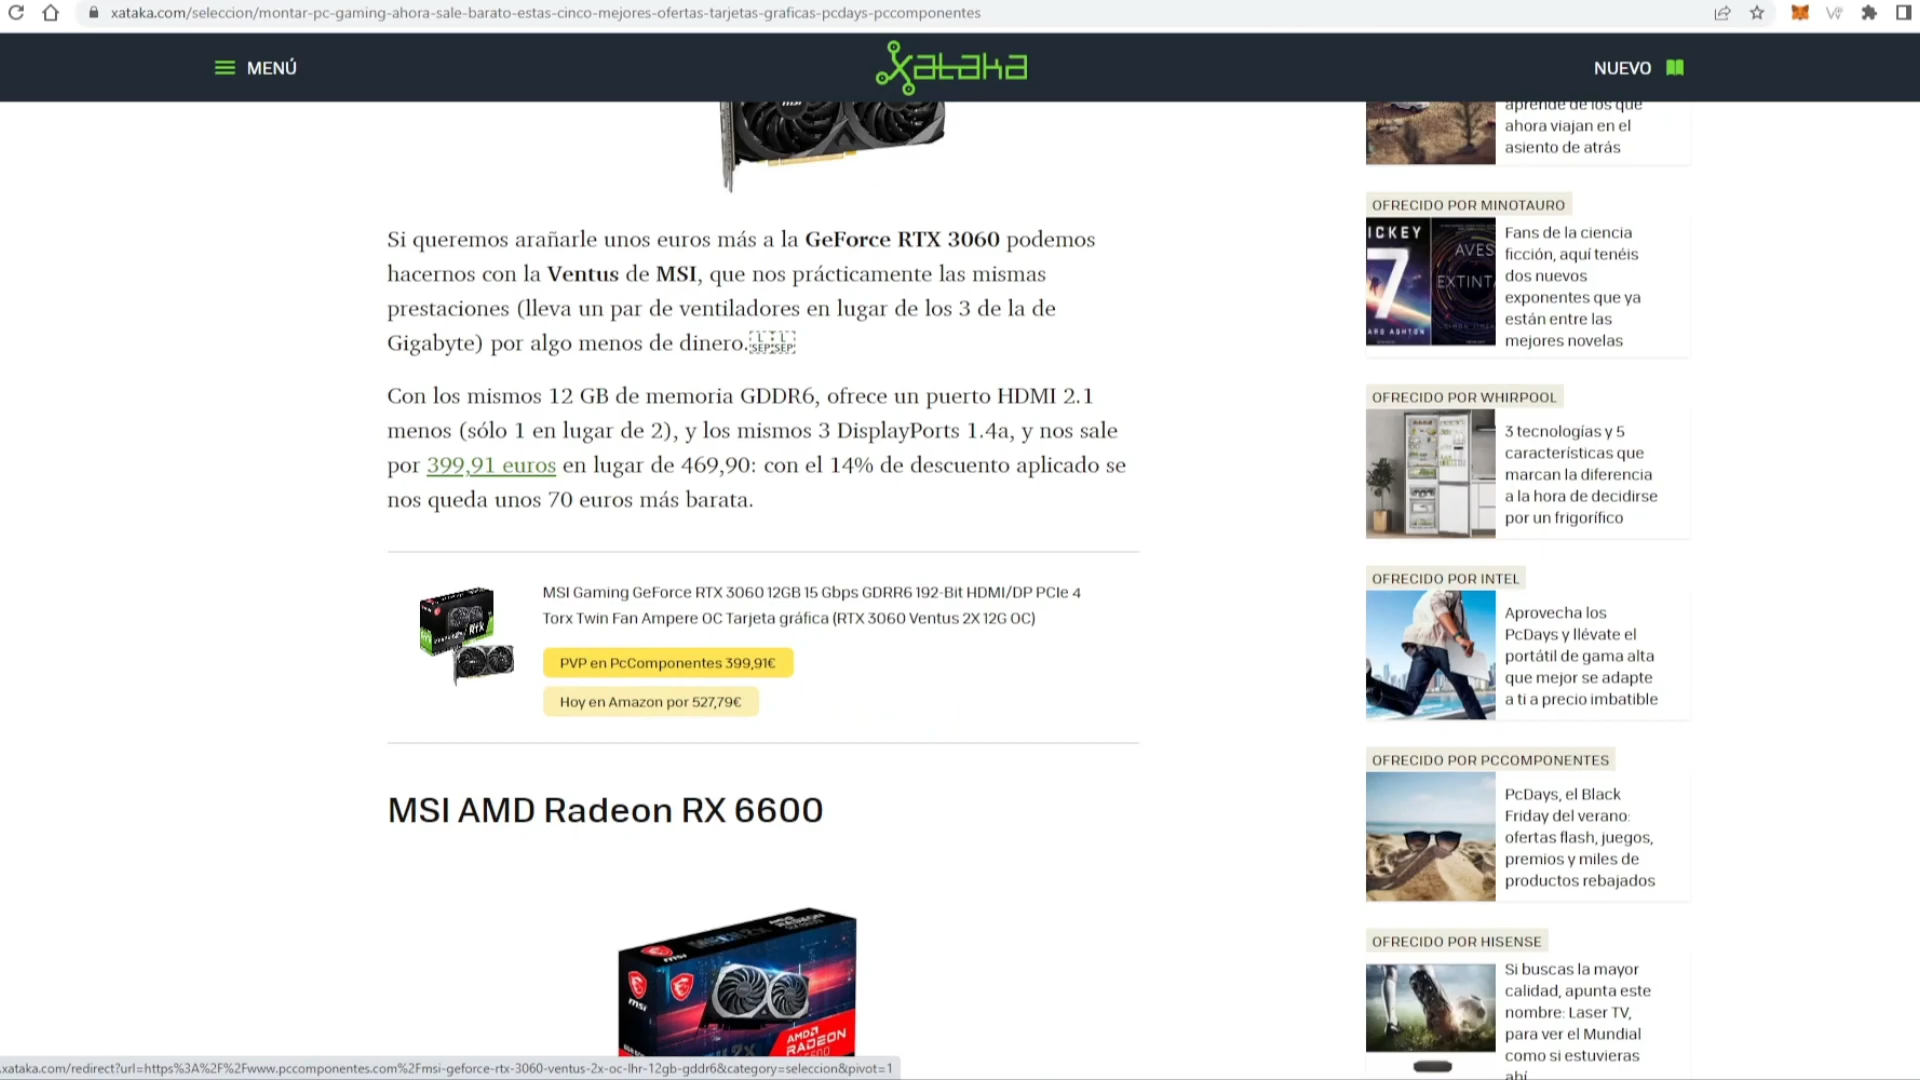 xataka.com/seleccion/montar-pc-gaming-ahora-sale-barato-estas-cinco-mejores-ofertas-tarjetas-graficas-pcdays-pccomponentes
MENÚ
xataka
NUEVO
Si queremos arañarle unos euros más a la GeForce RTX 3060 podemos
hacernos con la Ventus de MSI, que nos prácticamente las mismas
prestaciones (lleva un par de ventiladores en lugar de los 3 de la de
Gigabyte) por algo menos de dinero.
Con los mismos 12 GB de memoria GDDR6, ofrece un puerto HDMI 2.1
menos (sólo 1 en lugar de 2), y los mismos 3 DisplayPorts 1.4a, y nos sale
por 399,91 euros en lugar de 469,90: con el 14% de descuento aplicado se
nos queda unos 70 euros más barata.
MSI Gaming GeForce RTX 3060 12GB 15 Gbps GDRR6 192-Bit HDMI/DP PCIe 4
Torx Twin Fan Ampere OC Tarjeta gráfica (RTX 3060 Ventus 2X 12G OC)
PVP en PcComponentes 399,91€
Hoy en Amazon por 527,79€
MSI AMD Radeon RX 6600
msi
msi
AMD
RADEON
aprende de los que
ahora viajan en el
asiento de atrás
OFRECIDO POR MINOTAURO
ICKEY
7
ARD ASHTON
AVES
EXTINT
Fans de la ciencia
ficción, aquí tenéis
dos nuevos
exponentes que ya
están entre las
mejores novelas
OFRECIDO POR WHIRPOOL
3 tecnologías y 5
características que
marcan la diferencia
a la hora de decidirse
por un frigorífico
OFRECIDO POR INTEL
Aprovecha los
PcDays y llévate el
portátil de gama alta
que mejor se adapte
a ti a precio imbatible
OFRECIDO POR PCCOMPONENTES
PcDays, el Black
Friday del verano:
ofertas flash, juegos,
premios y miles de
productos rebajados
OFRECIDO POR HISENSE
Si buscas la mayor
calidad, apunta este
nombre: Laser TV,
para ver el Mundial
como si estuvieras
ahí
.xataka.com/redirect?url=https%3A%2F%2Fwww.pccomponentes.com%2Fmsi-geforce-rtx-3060-ventus-2x-oc-lhr-12gb-gddr6&category=seleccion&pivot=1